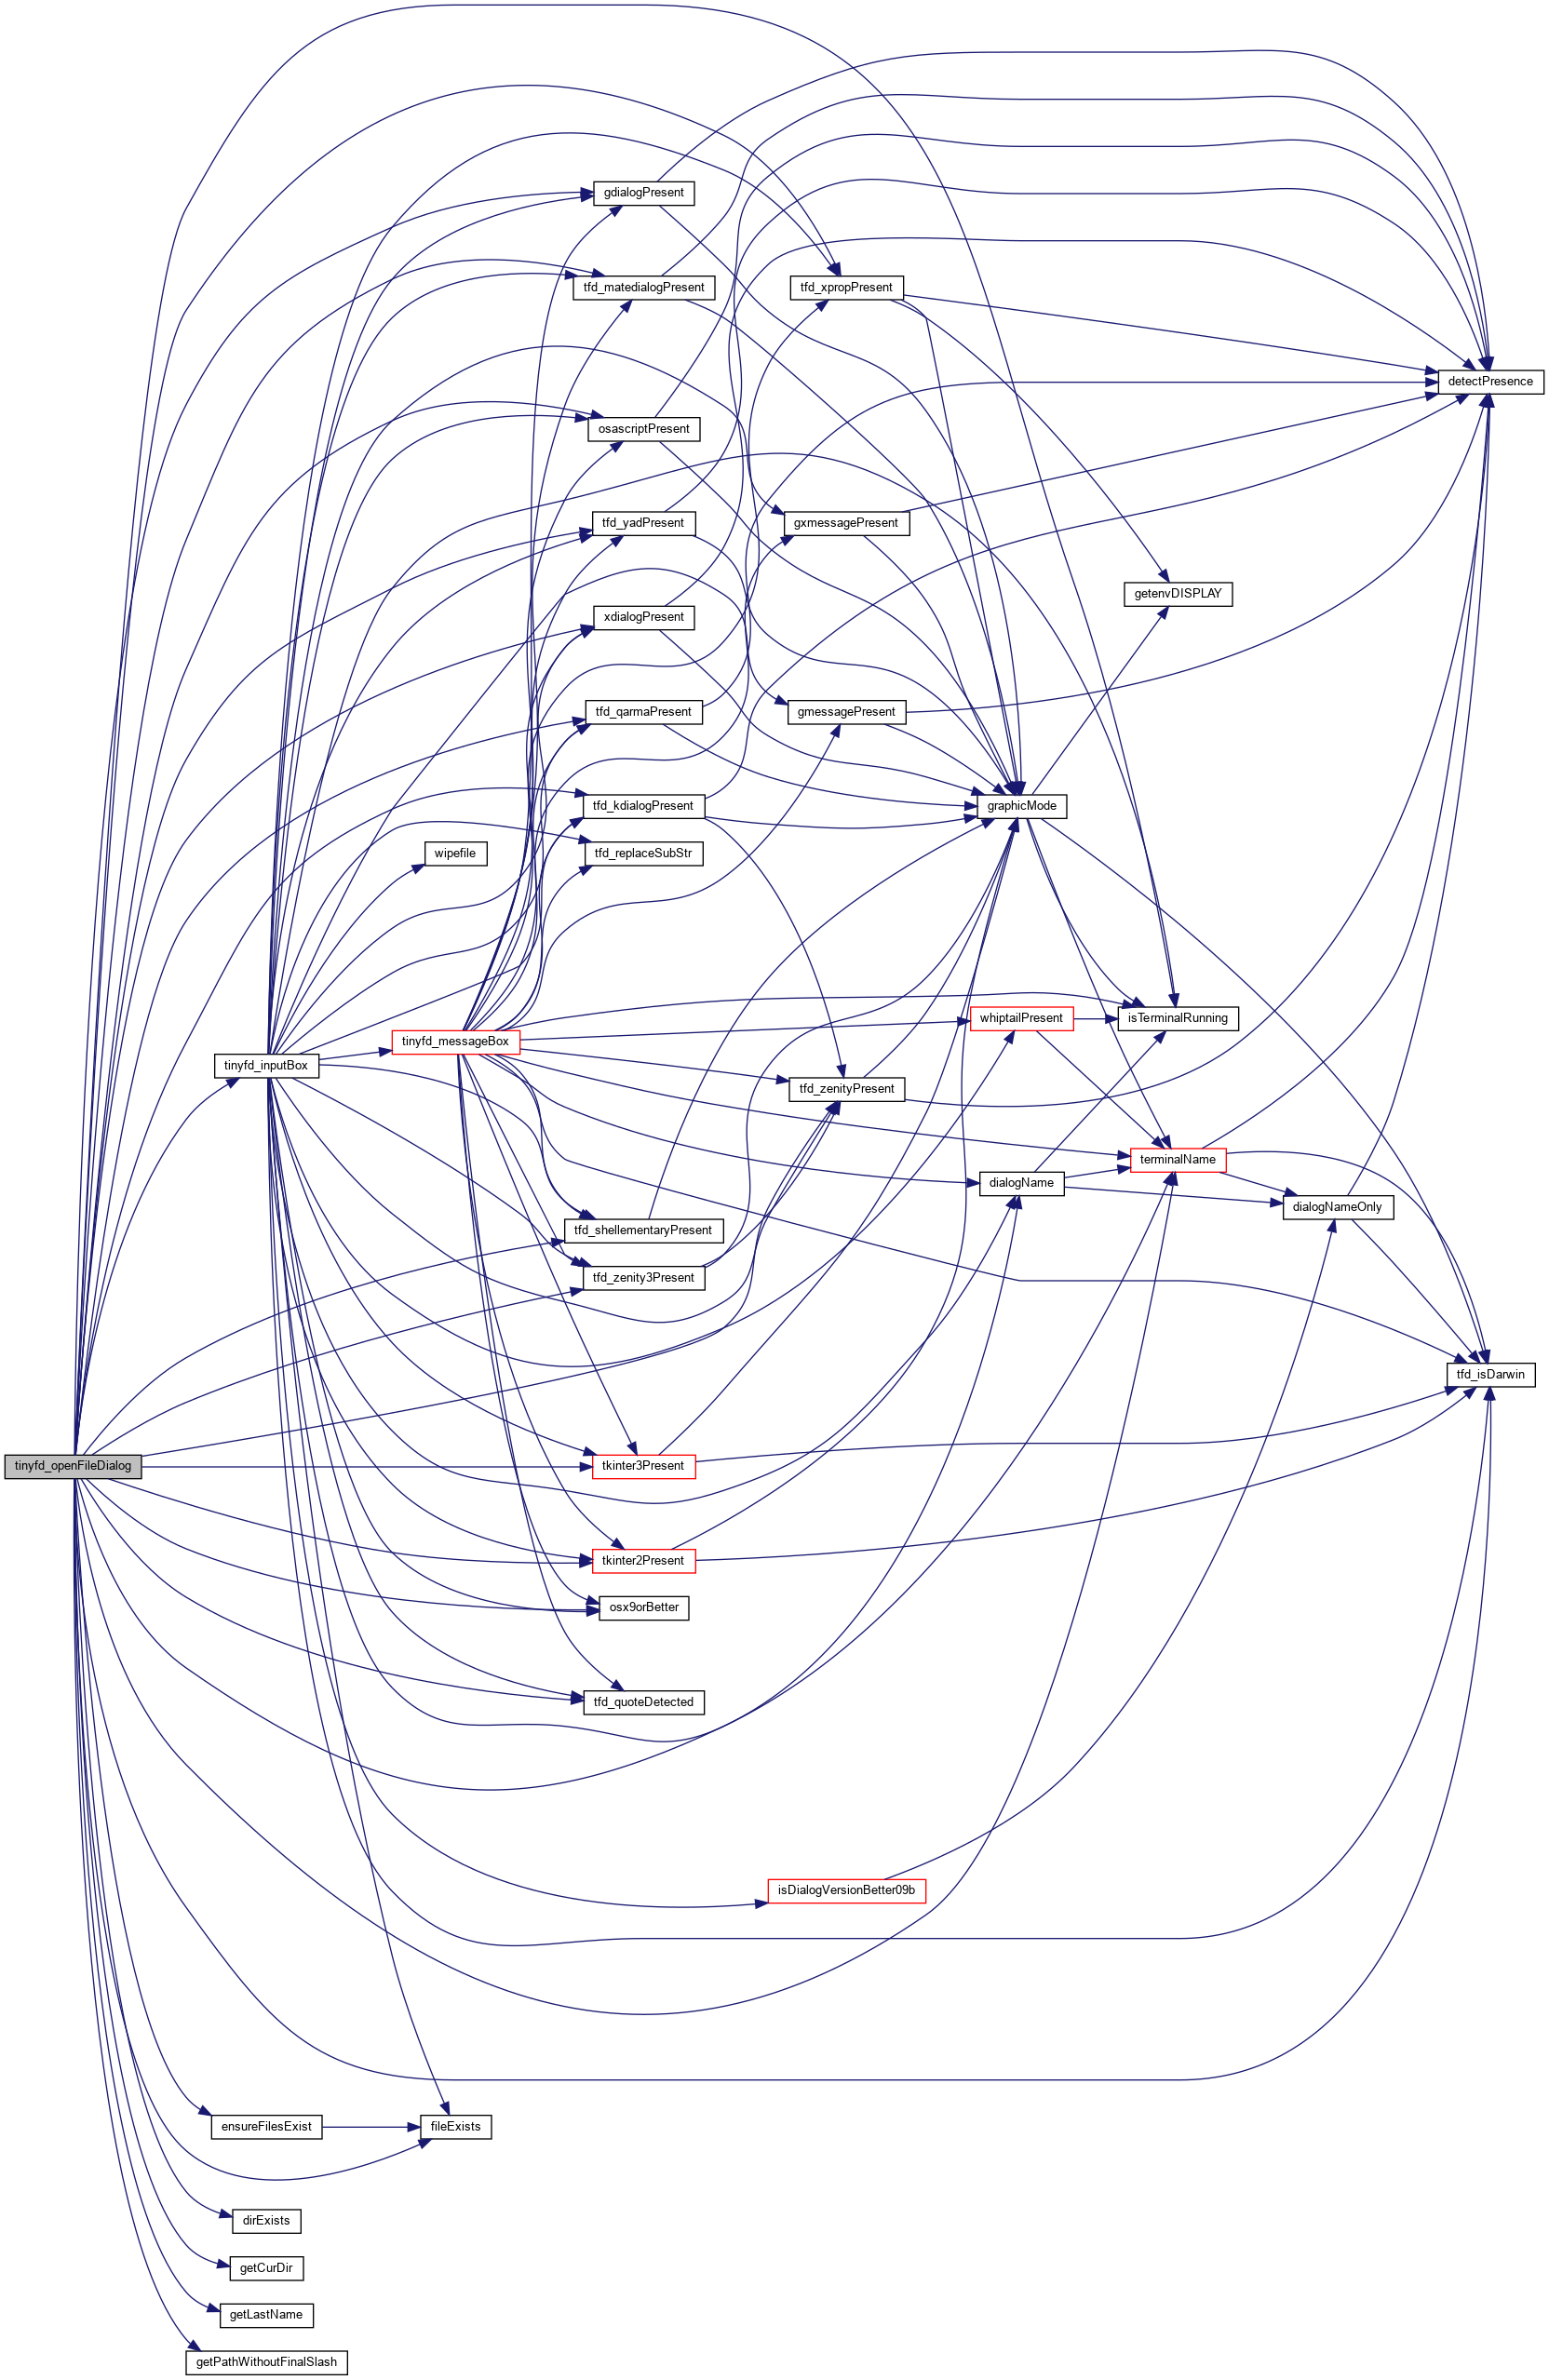 gdialogPresent
tfd_matedialogPresent
tfd_xpropPresent
detectPresence
osascriptPresent
tfd_yadPresent
gxmessagePresent
getenvDISPLAY
xdialogPresent
tfd_qarmaPresent
gmessagePresent
tfd_kdialogPresent
graphicMode
wipefile
tfd_replaceSubStr
whiptailPresent
isTerminalRunning
tinyfd_messageBox
tinyfd_inputBox
tfd_zenityPresent
terminalName
dialogName
dialogNameOnly
tfd_shellementaryPresent
tfd_zenity3Present
tfd_isDarwin
tinyfd_openFileDialog
tkinter3Present
tkinter2Present
osx9orBetter
tfd_quoteDetected
isDialogVersionBetter09b
ensureFilesExist
fileExists
dirExists
getCurDir
getLastName
getPathWithoutFinalSlash